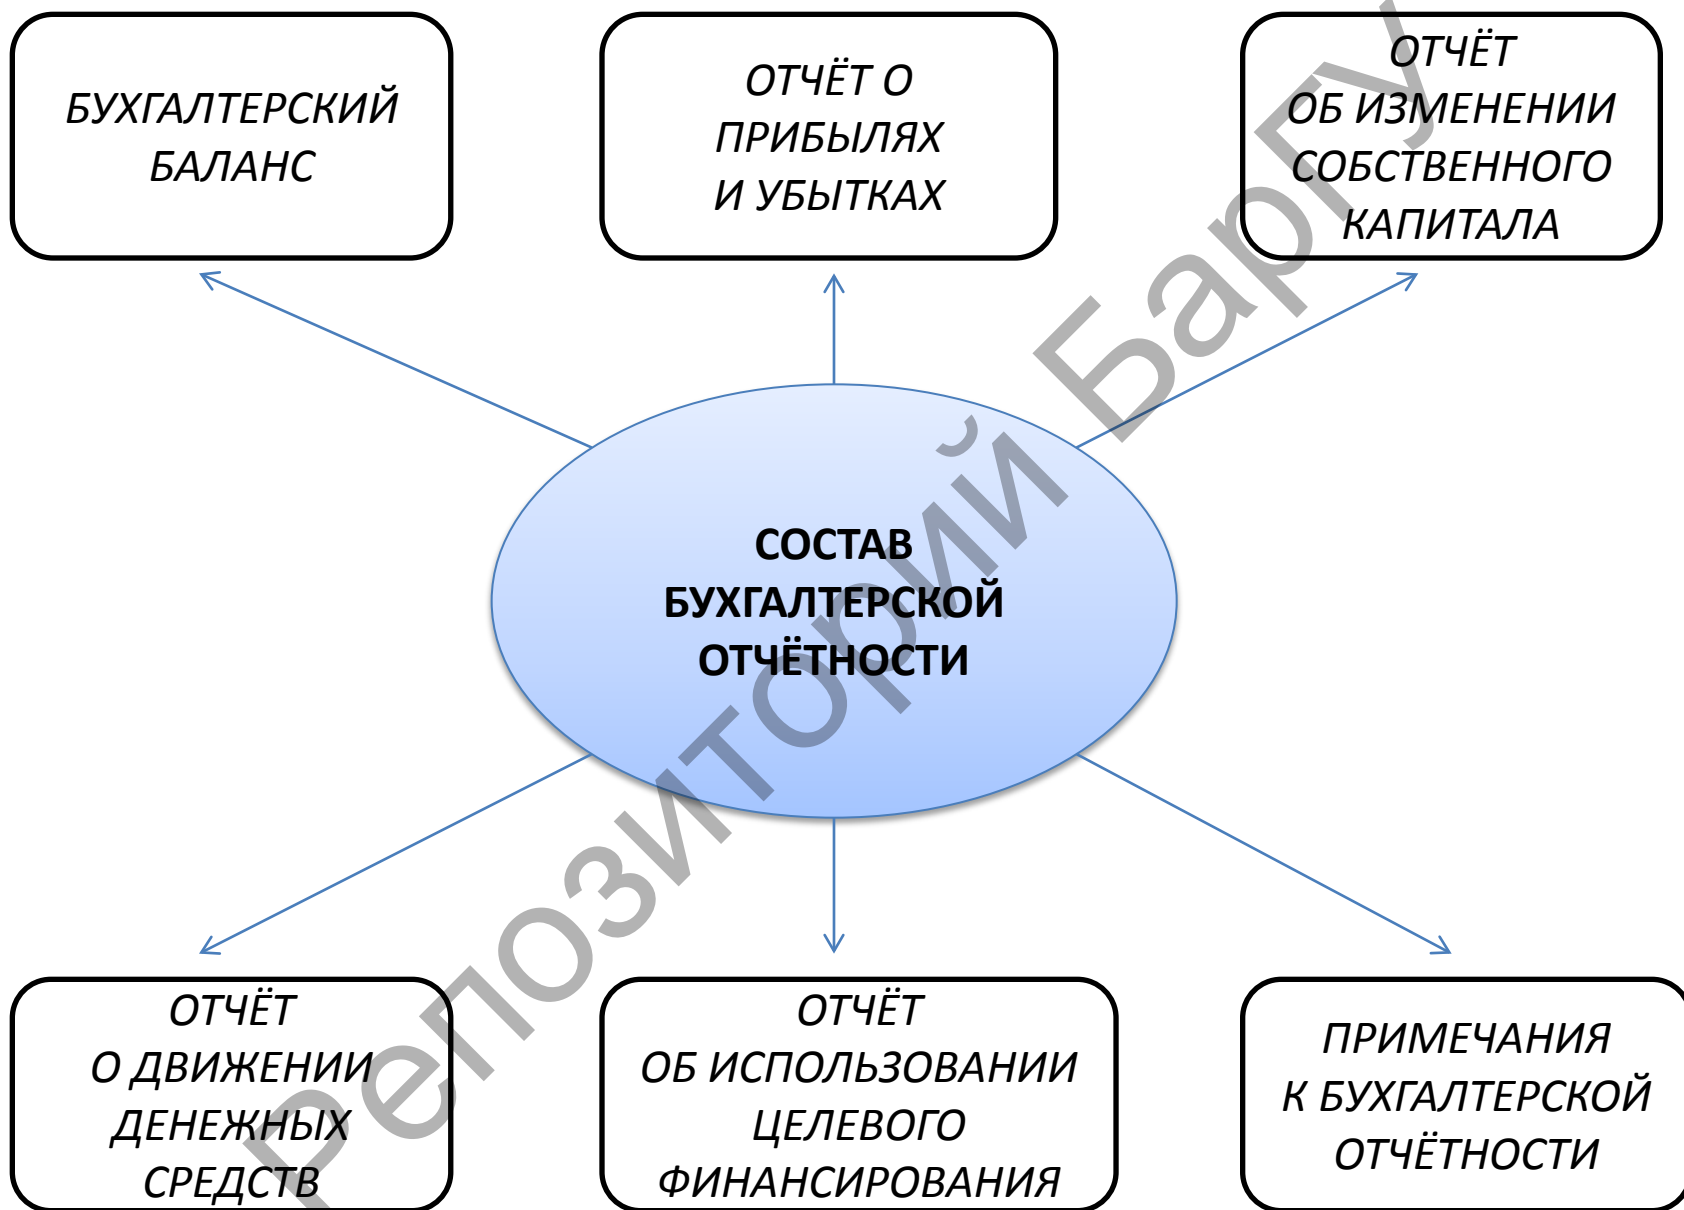 БУХГАЛТЕРСКИЙ
БАЛАНС
ОТЧЁТ О
ПРИБЫЛЯХ
И УБЫТКАХ
ОТЧЁТ
ОБ ИЗМЕНЕНИИ
СОБСТВЕННОГО
КАПИТАЛА
СОСТАВ
БУХГАЛТЕРСКОЙ
ОТЧЁТНОСТИ
ОТЧЁТ
О ДВИЖЕНИИ
ДЕНЕЖНЫХ
СРЕДСТВ
ОТЧЁТ
ОБ ИСПОЛЬЗОВАНИИ
ЦЕЛЕВОГО
ФИНАНСИРОВАНИЯ
ПРИМЕЧАНИЯ
К БУХГАЛТЕРСКОЙ
ОТЧЁТНОСТИ
Репозиторий БарГУ